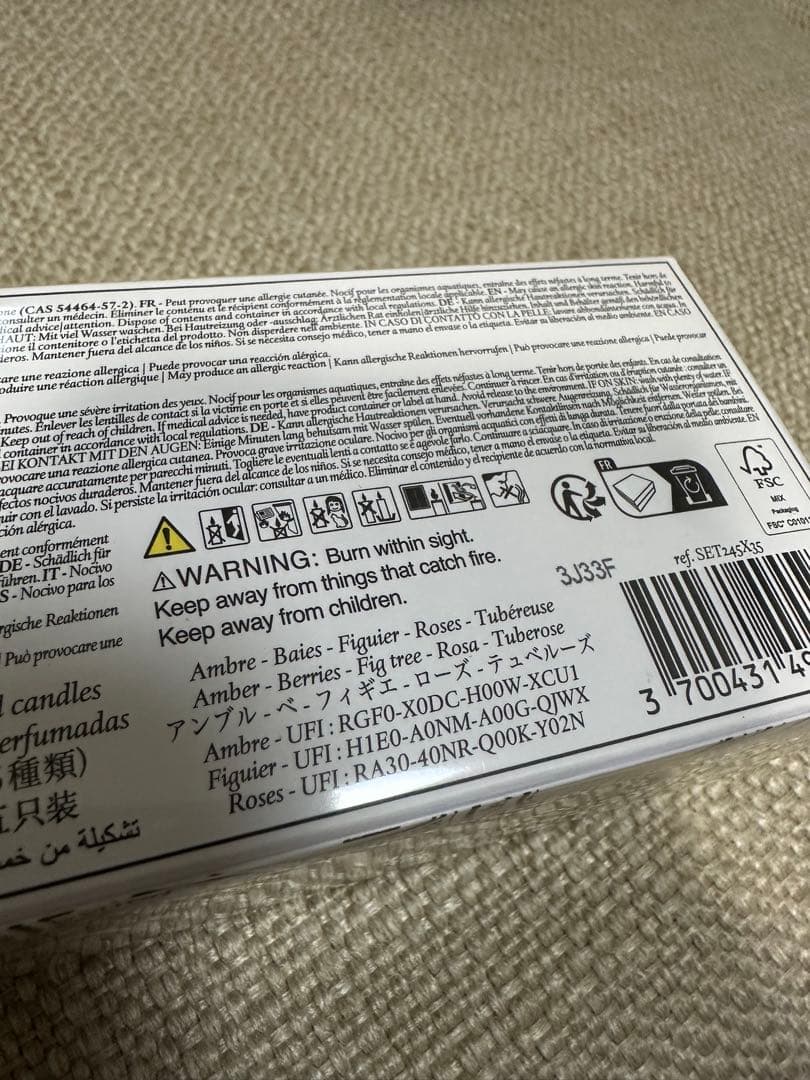 one (CAS 54464-57-2). FR - Peut provoquer une allergie cutanée. Nocif pour les organismes aquatiques, entraîne des effets néfastes à long terme. Tenir hors de
consulter un médecin. Éliminer le contenu et le récipient conformément à la réglementation locale applicable. EN - May cause an allergic skin reaction. Harmful to
medical advice/attention. Dispose of contents and container in accordance with local regulations. DE - Kann allergische Hautreaktionen verursachen. Schädlich für
HAUT: Mit viel Wasser waschen. Bei Hautreizung oder -ausschlag: Ärztlichen Rat einholen/ärztliche Hilfe hinzuziehen. Inhalt und Behälter gemäß den behördlichen
ione il contenitore o l'etichetta del prodotto. Non disperdere nell'ambiente. IN CASO DI CONTATTO CON LA PELLE: lavare abbondantemente
deros. Mantener fuera del alcance de los niños. Si se necesita consejo médico, tener a mano el envase o la etiqueta. Evitar su liberación al medio ambiente. EN CASO
care une reazione allergica | Puede provocar una reacción alérgica.
oduire une réaction allergique | May produce an allergic reaction | Kann allergische Reaktionen hervorrufen | Può provocare una reazione allergica | Puede provocar
. Provoque une sévère irritation des yeux. Nocif pour les organismes aquatiques, entraîne des effets néfastes à long terme. Tenir hors de portée des enfants. En cas de consultation
nutes. Enlever les lentilles de contact si la victime en porte et si elles peuvent être facilement enlevées. Continuer à rincer. En cas d'irritation ou d'éruption cutanée : consulter un
Keep out of reach of children. If medical advice is needed, have product container or label at hand. Avoid release to the environment. IF ON SKIN: wash with plenty of water. IF
container in accordance with local regulations. DE - Kann allergische Hautreaktionen verursachen. Verursacht schwere Augenreizung. Schädlich für Wasserorganismen, mit
EI KONTAKT MIT DEN AUGEN: Einige Minuten lang behutsam mit Wasser spülen. Eventuell vorhandene Kontaktlinsen nach Möglichkeit entfernen. Weiter spülen. Bei
ovocare una reazione allergica cutanea. Provoca grave irritazione oculare. Nocivo per gli organismi acquatici con effetti di lunga durata. Tenere fuori dalla portata dei bambini.
acquare accuratamente per parecchi minuti. Togliere le eventuali lenti a contatto se è agevole farlo. Continuare a sciacquare. In caso di irritazione o eruzione della pelle, consultare
fectos nocivos duraderos. Mantener fuera del alcance de los niños. Si se necesita consejo médico, tener a mano el envase o la etiqueta. Evitar su liberación al medio ambiente. EN
uir con el lavado. Si persiste la irritación ocular: consultar a un médico. Eliminar el contenido y el recipiente de acuerdo con la normativa local.
ción alérgica.
ent conformément
DE - Schädlich für
ühren. IT - Nocivo
S - Nocivo para los
rgische Reaktionen
Può provocare une
⚠WARNING: Burn within sight.
Keep away from things that catch fire.
Keep away from children.
FR
FSC
MIX
Packaging
FSC® C0101
3J33F
ref. SET245X35
Ambre - Baies - Figuier - Roses - Tubéreuse
Amber - Berries - Fig tree - Rosa - Tuberose
アンブル - ベ - フィギエ - ローズ - テュベルーズ
Ambre - UFI : RGF0-X0DC-H00W-XCU1
Figuier - UFI : H1E0-A0NM-A00G-QJWX
Roses - UFI : RA30-40NR-Q00K-Y02N
3 700431 4
d candles
erfumadas
種類)
只装
تشكيلة من خم